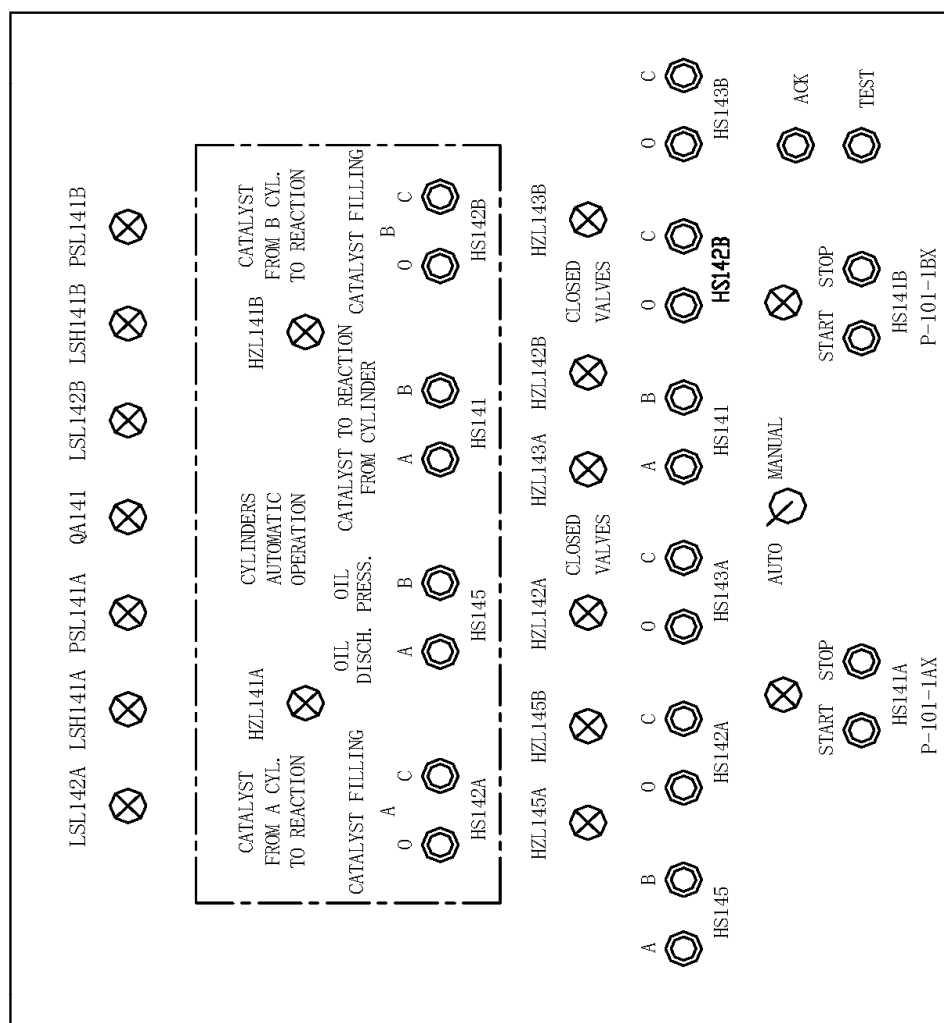 LSL142A
LSH141A
PSL141A
QA141
LSL142B
LSH141B
PSL141B
CATALYST
FROM A CYL.
TO REACTION
HZL141A
CYLINDERS
AUTOMATIC
OPERATION
HZL141B
CATALYST
FROM B CYL.
TO REACTION
CATALYST FILLING
A
O C
HS142A
OIL OIL
DISCH. PRESS.
A B
HS145
CATALYST TO REACTION
FROM CYLINDER
A B
HS141
CATALYST FILLING
B
O C
HS142B
HZL145A
HZL145B
HZL142A
CLOSED
VALVES
HZL143A
HZL142B
CLOSED
VALVES
HZL143B
A B
HS145
O C
HS142A
O C
HS143A
A B
HS141
O C
HS142B
O C
HS143B
START STOP
HS141A
P-101-1AX
AUTO MANUAL
START STOP
HS141B
P-101-1BX
ACK
TEST